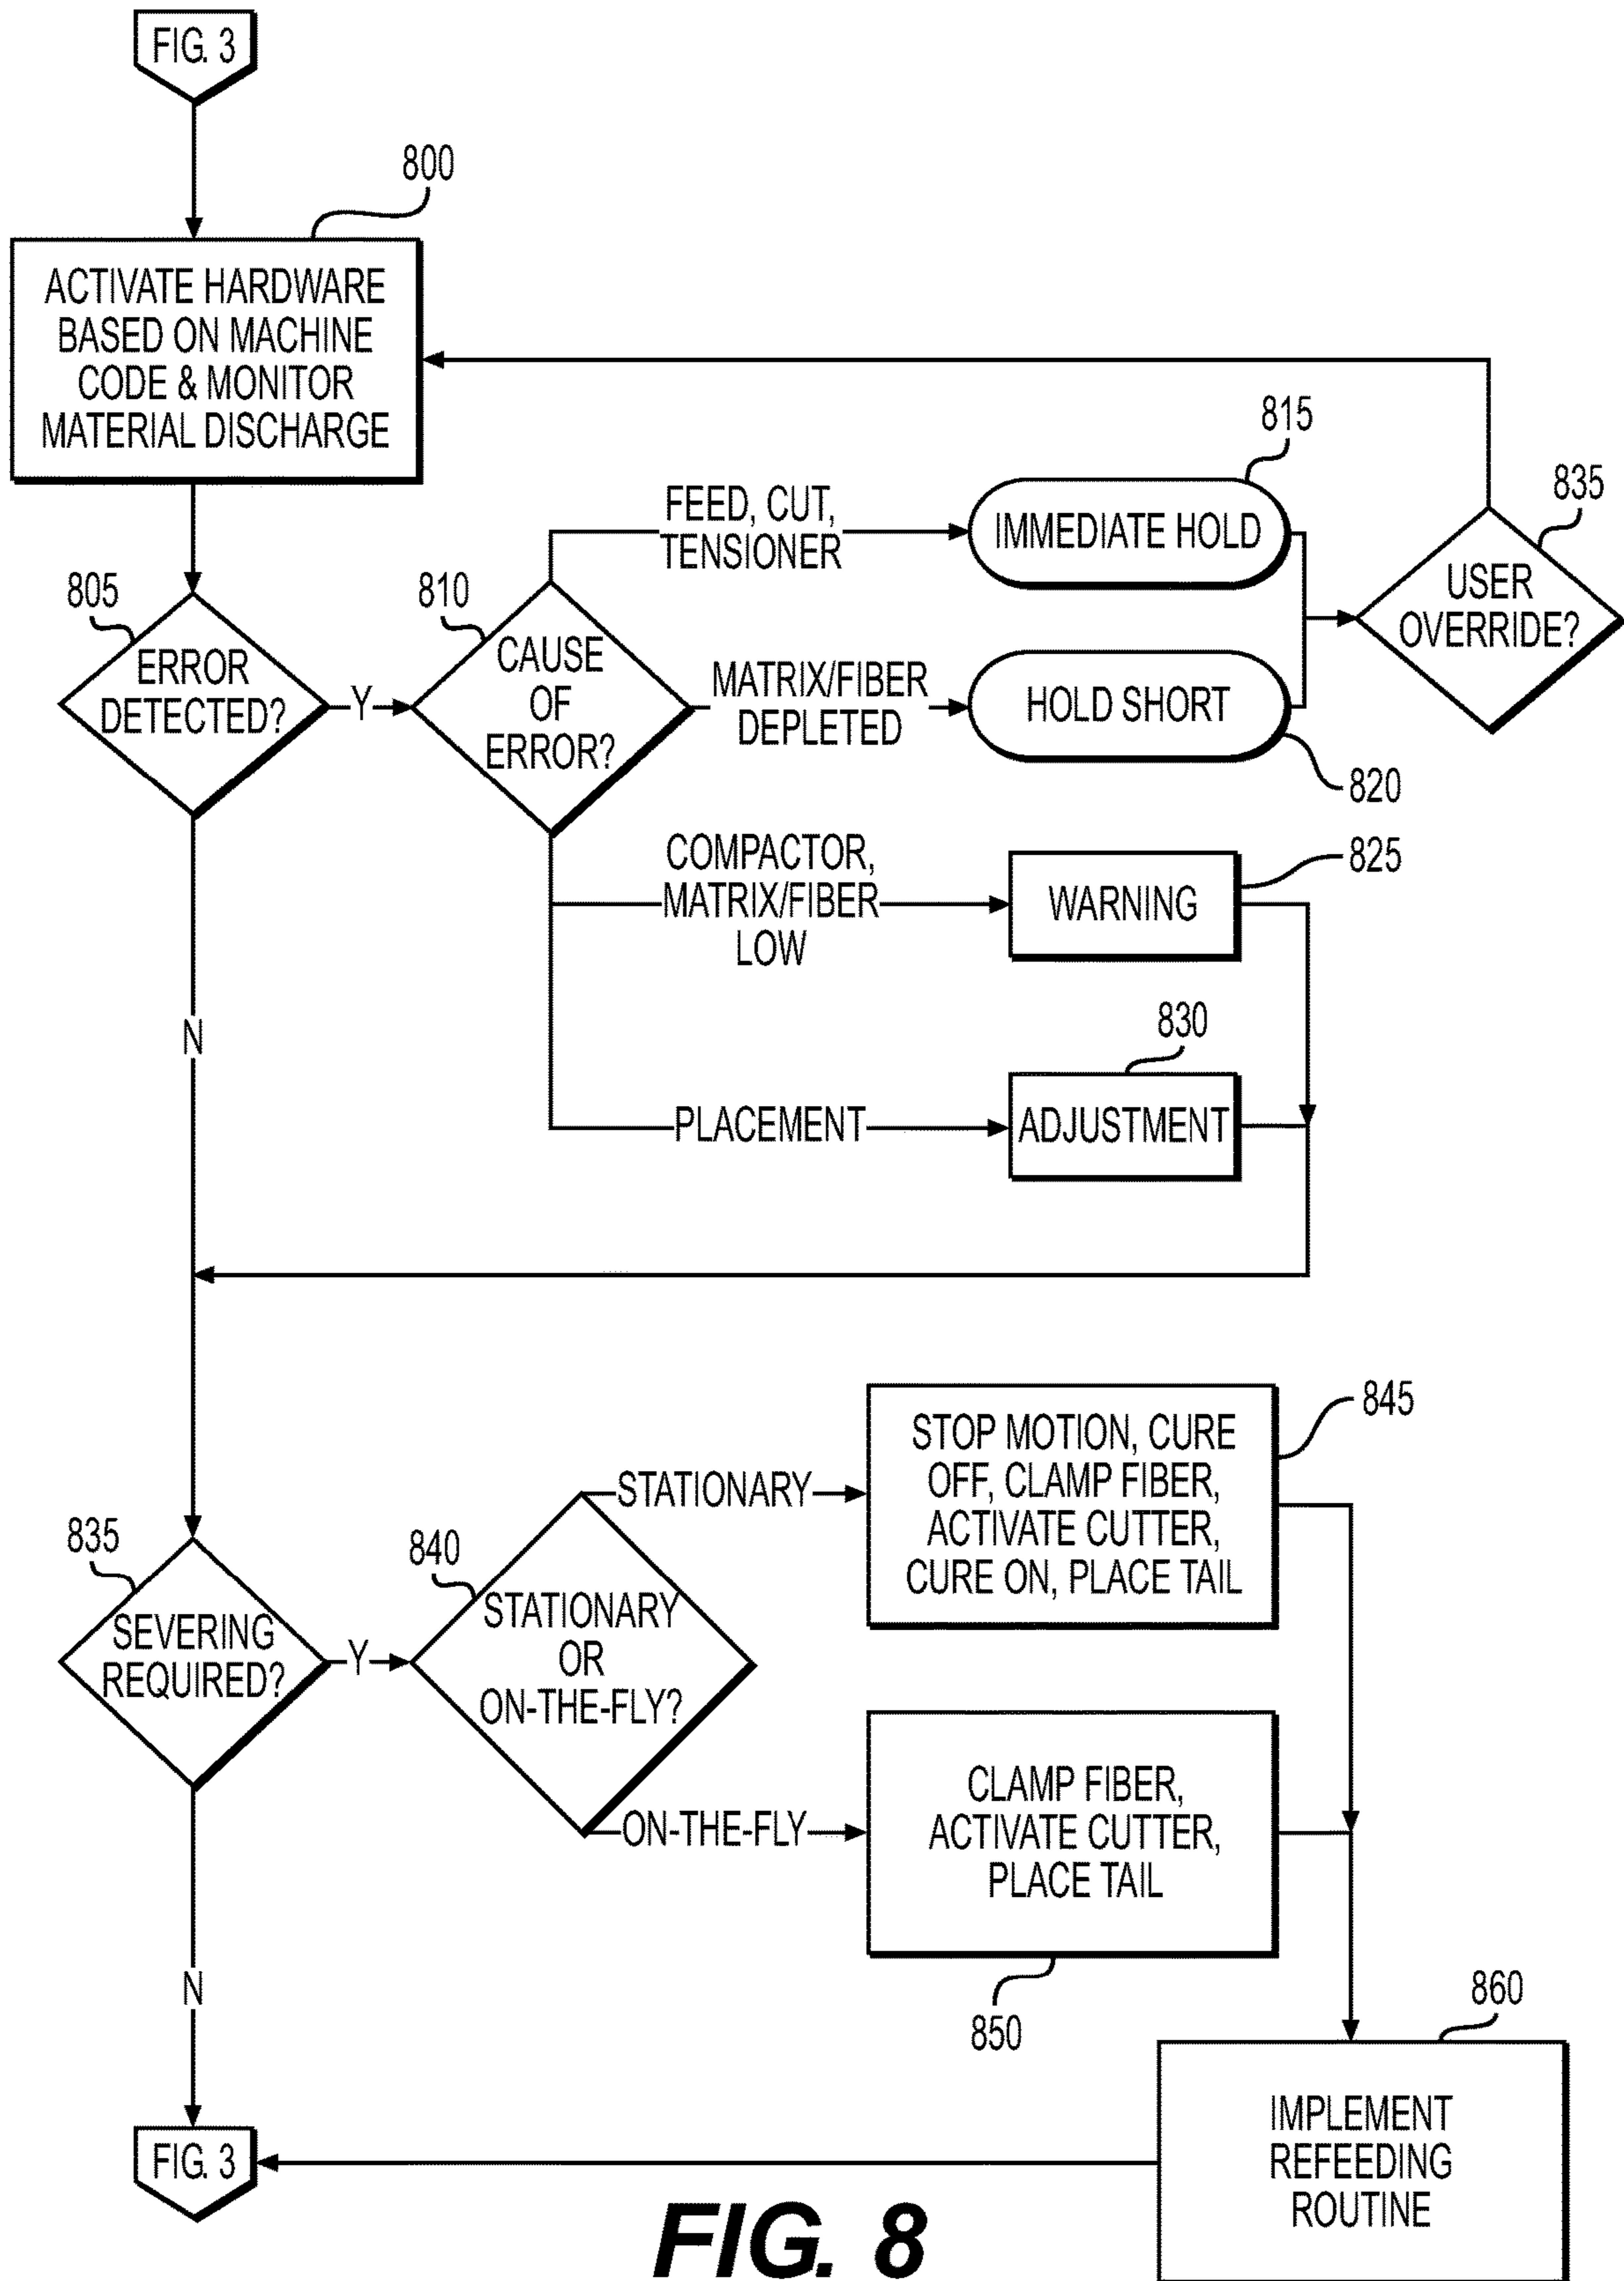 FIG. 3
800
ACTIVATE HARDWARE
BASED ON MACHINE
CODE & MONITOR
MATERIAL DISCHARGE
805
ERROR
DETECTED?
Y
N
810
CAUSE
OF
ERROR?
FEED, CUT,
TENSIONER
815
IMMEDIATE HOLD
MATRIX/FIBER
DEPLETED
HOLD SHORT
820
835
USER
OVERRIDE?
COMPACTOR,
MATRIX/FIBER
LOW
825
WARNING
PLACEMENT
830
ADJUSTMENT
835
SEVERING
REQUIRED?
Y
N
840
STATIONARY
OR
ON-THE-FLY?
STATIONARY
845
STOP MOTION, CURE
OFF, CLAMP FIBER,
ACTIVATE CUTTER,
CURE ON, PLACE TAIL
ON-THE-FLY
CLAMP FIBER,
ACTIVATE CUTTER,
PLACE TAIL
850
860
IMPLEMENT
REFEEDING
ROUTINE
FIG. 3
FIG. 8